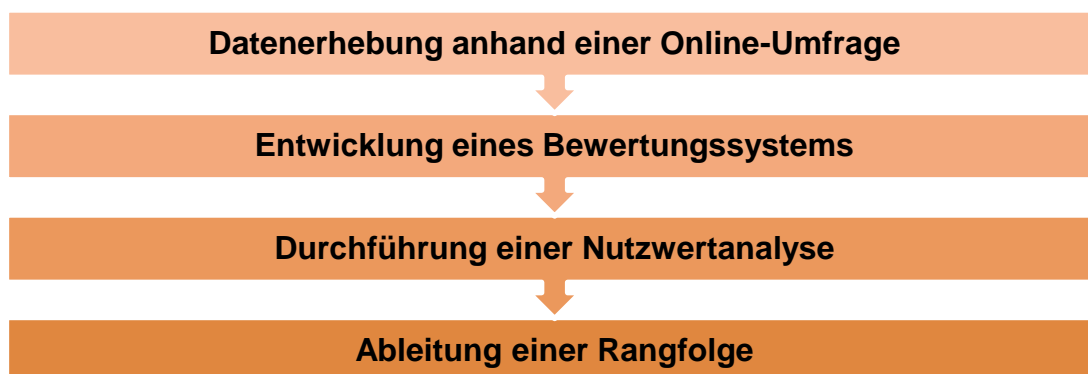 Datenerhebung anhand einer Online-Umfrage
Entwicklung eines Bewertungssystems
Durchführung einer Nutzwertanalyse
Ableitung einer Rangfolge